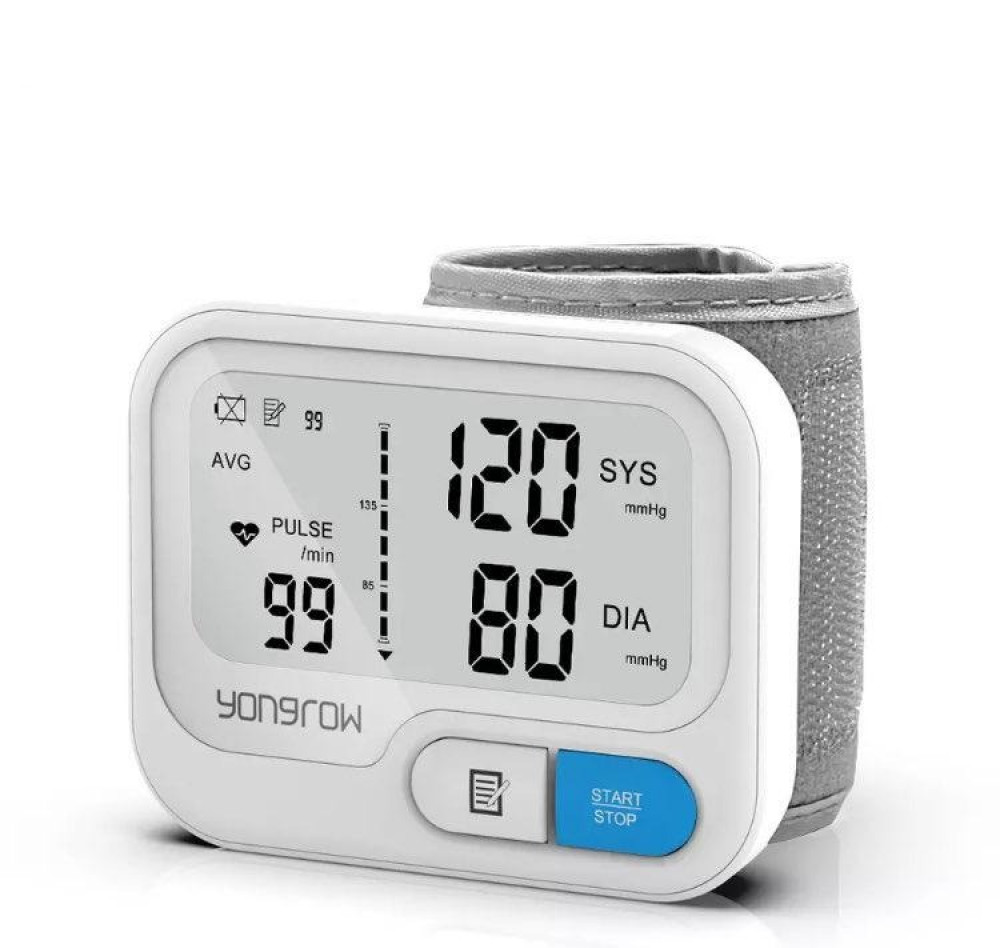 99
AVG
135
120 SYS
mmHg
PULSE
/min
85
99
80 DIA
mmHg
yongrow
START
STOP